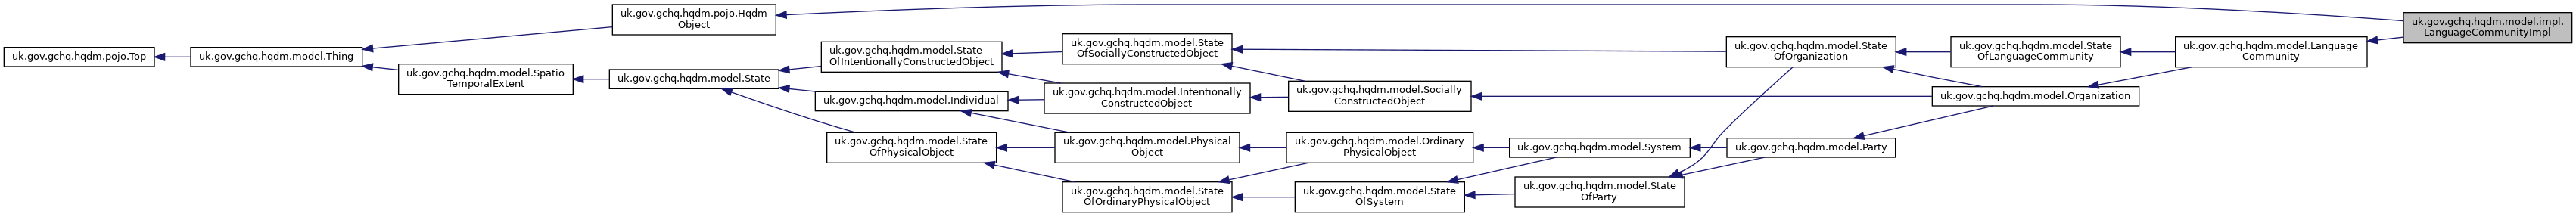 uk.gov.gchq.hqdm.pojo.Top
uk.gov.gchq.hqdm.model.Thing
uk.gov.gchq.hqdm.pojo.Hqdm
Object
uk.gov.gchq.hqdm.model.Spatio
TemporalExtent
uk.gov.gchq.hqdm.model.State
uk.gov.gchq.hqdm.model.State
OfIntentionallyConstructedObject
uk.gov.gchq.hqdm.model.Individual
uk.gov.gchq.hqdm.model.State
OfPhysicalObject
uk.gov.gchq.hqdm.model.State
OfSociallyConstructedObject
uk.gov.gchq.hqdm.model.Intentionally
ConstructedObject
uk.gov.gchq.hqdm.model.Physical
Object
uk.gov.gchq.hqdm.model.State
OfOrdinaryPhysicalObject
uk.gov.gchq.hqdm.model.Socially
ConstructedObject
uk.gov.gchq.hqdm.model.Ordinary
PhysicalObject
uk.gov.gchq.hqdm.model.State
OfSystem
uk.gov.gchq.hqdm.model.System
uk.gov.gchq.hqdm.model.State
OfParty
uk.gov.gchq.hqdm.model.State
OfOrganization
uk.gov.gchq.hqdm.model.Party
uk.gov.gchq.hqdm.model.State
OfLanguageCommunity
uk.gov.gchq.hqdm.model.Organization
uk.gov.gchq.hqdm.model.Language
Community
uk.gov.gchq.hqdm.model.impl.
LanguageCommunityImpl